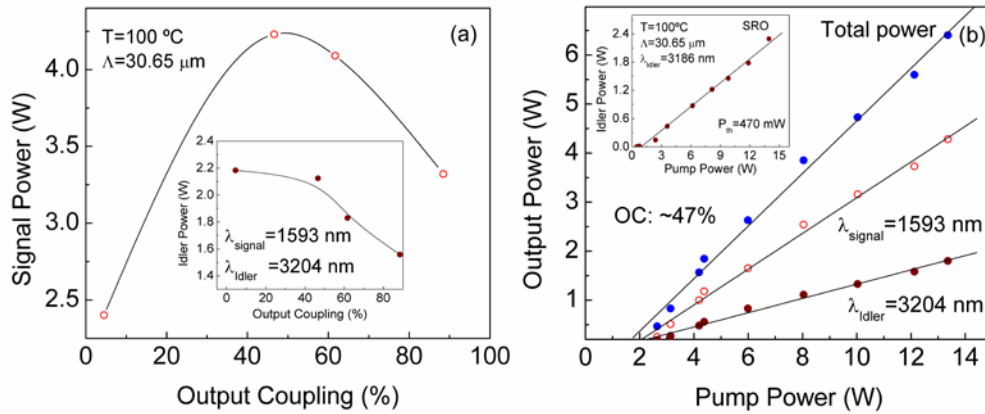 (a)
T=100 ºC
Λ=30.65 μm
Signal Power (W)
4.0
3.5
3.0
2.5
0
20
40
60
80
100
Output Coupling (%)
Idler Power (W)
2.4
2.2
2.0
1.8
1.6
1.4
λsignal=1593 nm
λIdler=3204 nm
0
20
40
60
80
Output Coupling (%)
(b)
Total power
Output Power (W)
6
5
4
3
2
1
0
2
4
6
8
10
12
14
Pump Power (W)
OC: ~47%
λsignal=1593 nm
λIdler=3204 nm
T=100ºC
Λ=30.65 μm
λIdler=3186 nm
SRO
Pth=470 mW
Idler Power (W)
2.4
1.8
1.2
0.6
0.0
0
3
6
9
12
15
Pump Power (W)